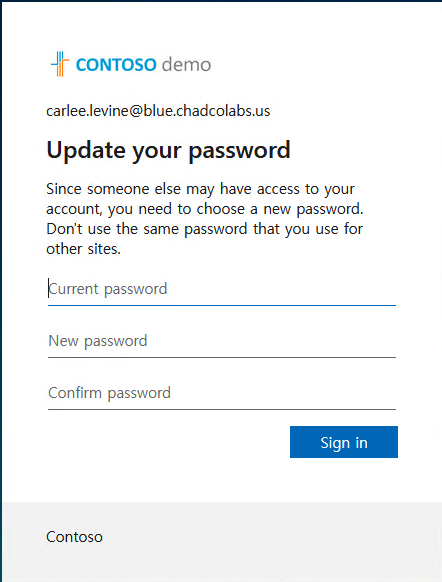 CONTOSO demo
carlee.levine@blue.chadcolabs.us
Update your password
Since someone else may have access to your
account, you need to choose a new password.
Don't use the same password that you use for
other sites.
Current password
New password
Confirm password
Sign in
Contoso